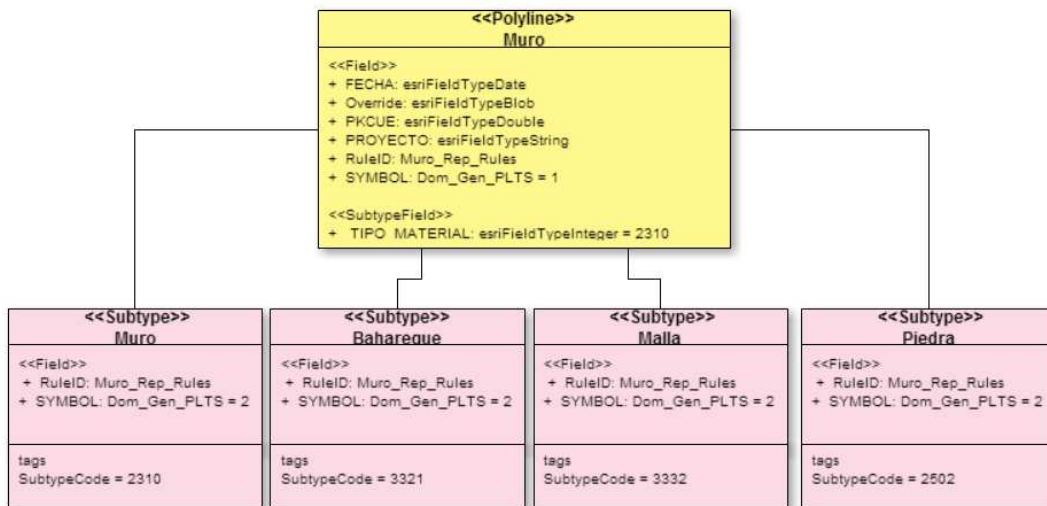 <<Polyline>>
Muro
<<Field>>
+ FECHA: esriFieldTypeDate
+ Override: esriFieldTypeBlob
+ PKCUE: esriFieldTypeDouble
+ PROYECTO: esriFieldTypeString
+ RuleID: Muro_Rep_Rules
+ SYMBOL: Dom_Gen_PLTS = 1
<<SubtypeField>>
+ TIPO_MATERIAL: esriFieldTypeInteger = 2310
<<Subtype>>
Muro
<<Field>>
+ RuleID: Muro_Rep_Rules
+ SYMBOL: Dom_Gen_PLTS = 2
tags
SubtypeCode = 2310
<<Subtype>>
Bahareque
<<Field>>
+ RuleID: Muro_Rep_Rules
+ SYMBOL: Dom_Gen_PLTS = 2
tags
SubtypeCode = 3321
<<Subtype>>
Malla
<<Field>>
+ RuleID: Muro_Rep_Rules
+ SYMBOL: Dom_Gen_PLTS = 2
tags
SubtypeCode = 3332
<<Subtype>>
Piedra
<<Field>>
+ RuleID: Muro_Rep_Rules
+ SYMBOL: Dom_Gen_PLTS = 2
tags
SubtypeCode = 2502